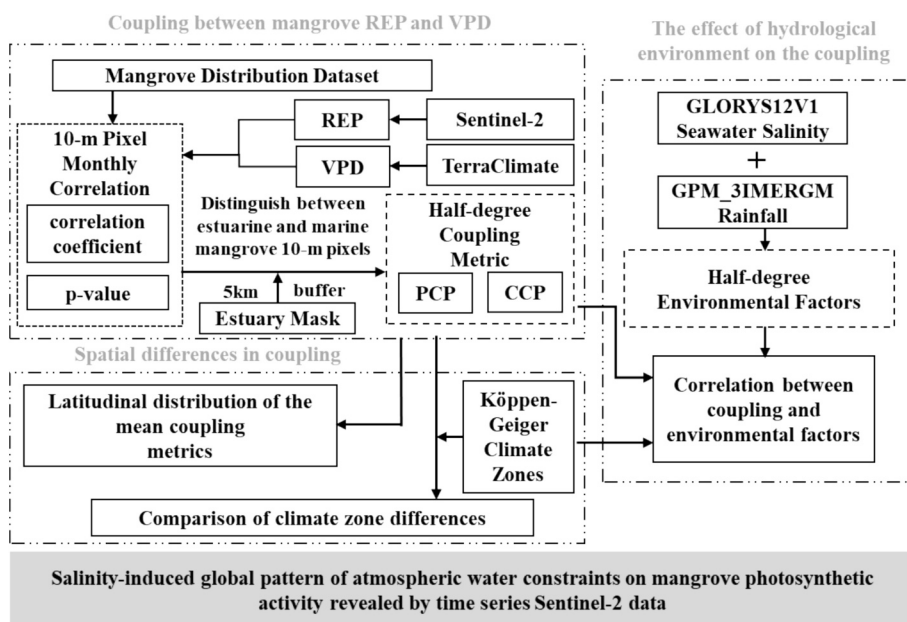 Coupling between mangrove REP and VPD
Mangrove Distribution Dataset
10-m Pixel
Monthly
Correlation
correlation
coefficient
p-value
REP
Sentinel-2
VPD
TerraClimate
Distinguish between
estuarine and marine
mangrove 10-m pixels
5km buffer
Estuary Mask
Half-degree
Coupling
Metric
PCP
CCP
Spatial differences in coupling
Latitudinal distribution of the
mean coupling
metrics
Köppen-
Geiger
Climate
Zones
Comparison of climate zone differences
The effect of hydrological
environment on the coupling
GLORYS12V1
Seawater Salinity
+
GPM_3IMERGM
Rainfall
Half-degree
Environmental Factors
Correlation between
coupling and
environmental factors
Salinity-induced global pattern of atmospheric water constraints on mangrove photosynthetic
activity revealed by time series Sentinel-2 data